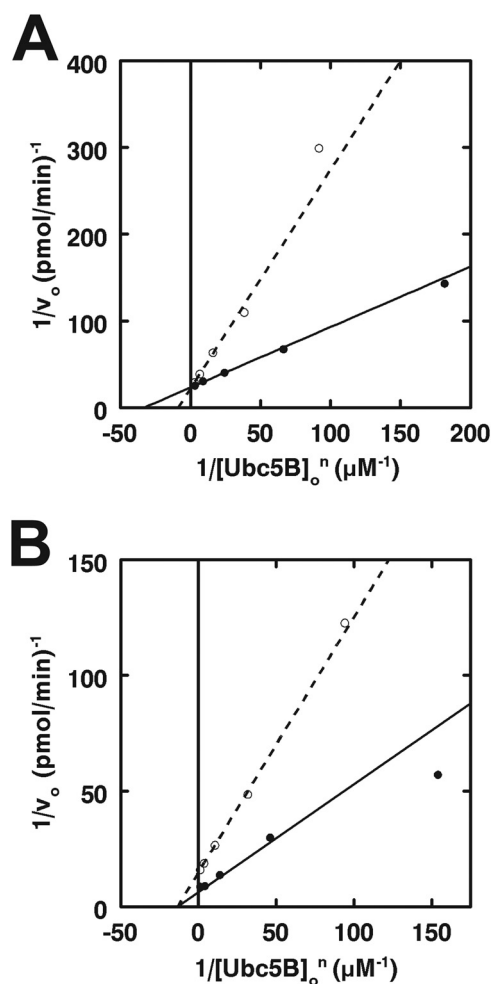 A
400
300
200
100
0
1/vₒ (pmol/min)⁻¹
-50 0 50 100 150 200
1/[Ubc5B]ₒⁿ (µM⁻¹)
B
150
100
50
0
1/vₒ (pmol/min)⁻¹
-50 0 50 100 150
1/[Ubc5B]ₒⁿ (µM⁻¹)